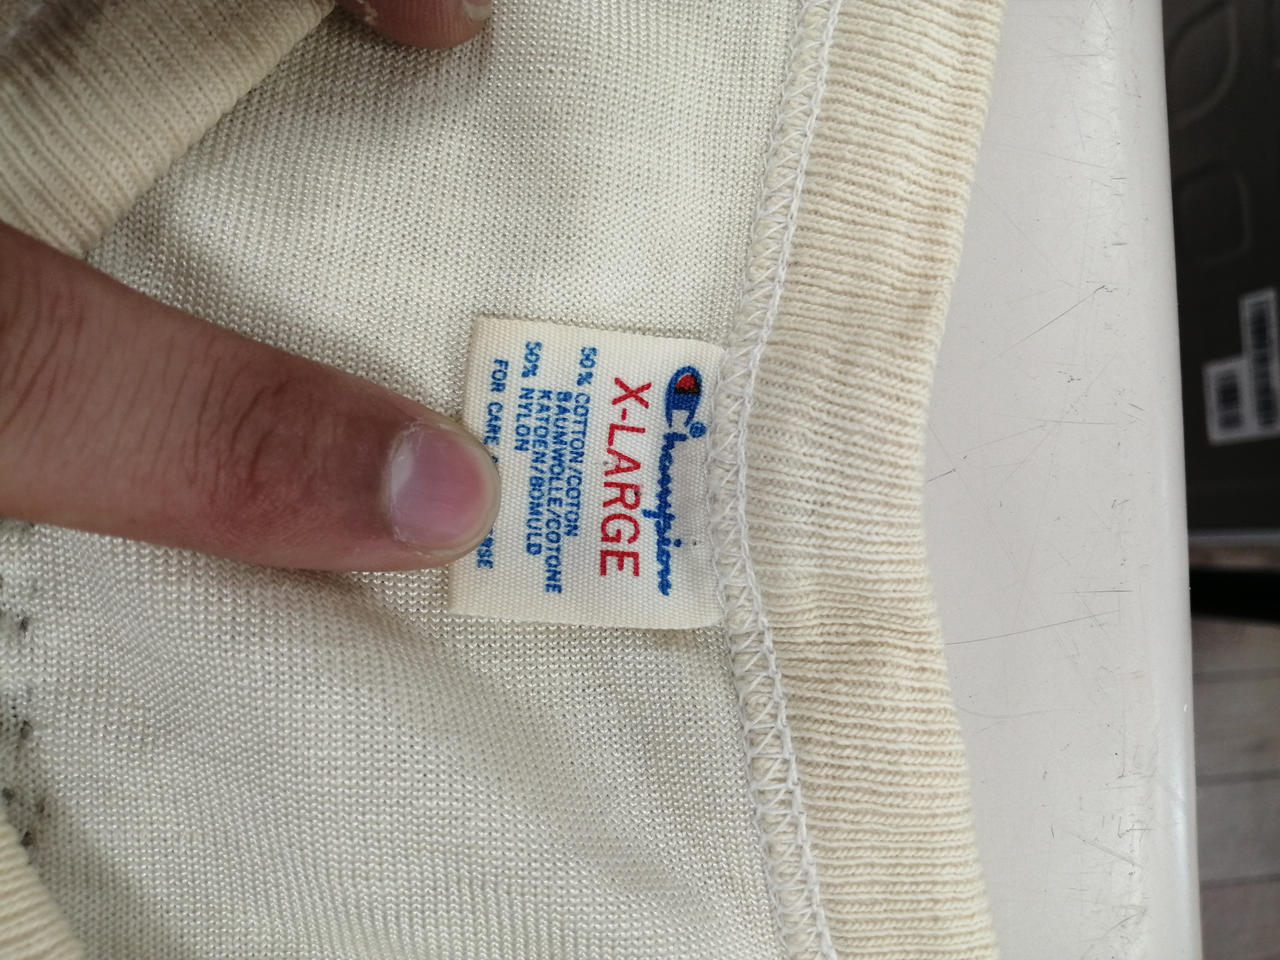 Champion
X-LARGE
50% COTTON/COTON
BAUMWOLLE/COTONE
KATOEN/BOMULD
50% NYLON
FOR CARE